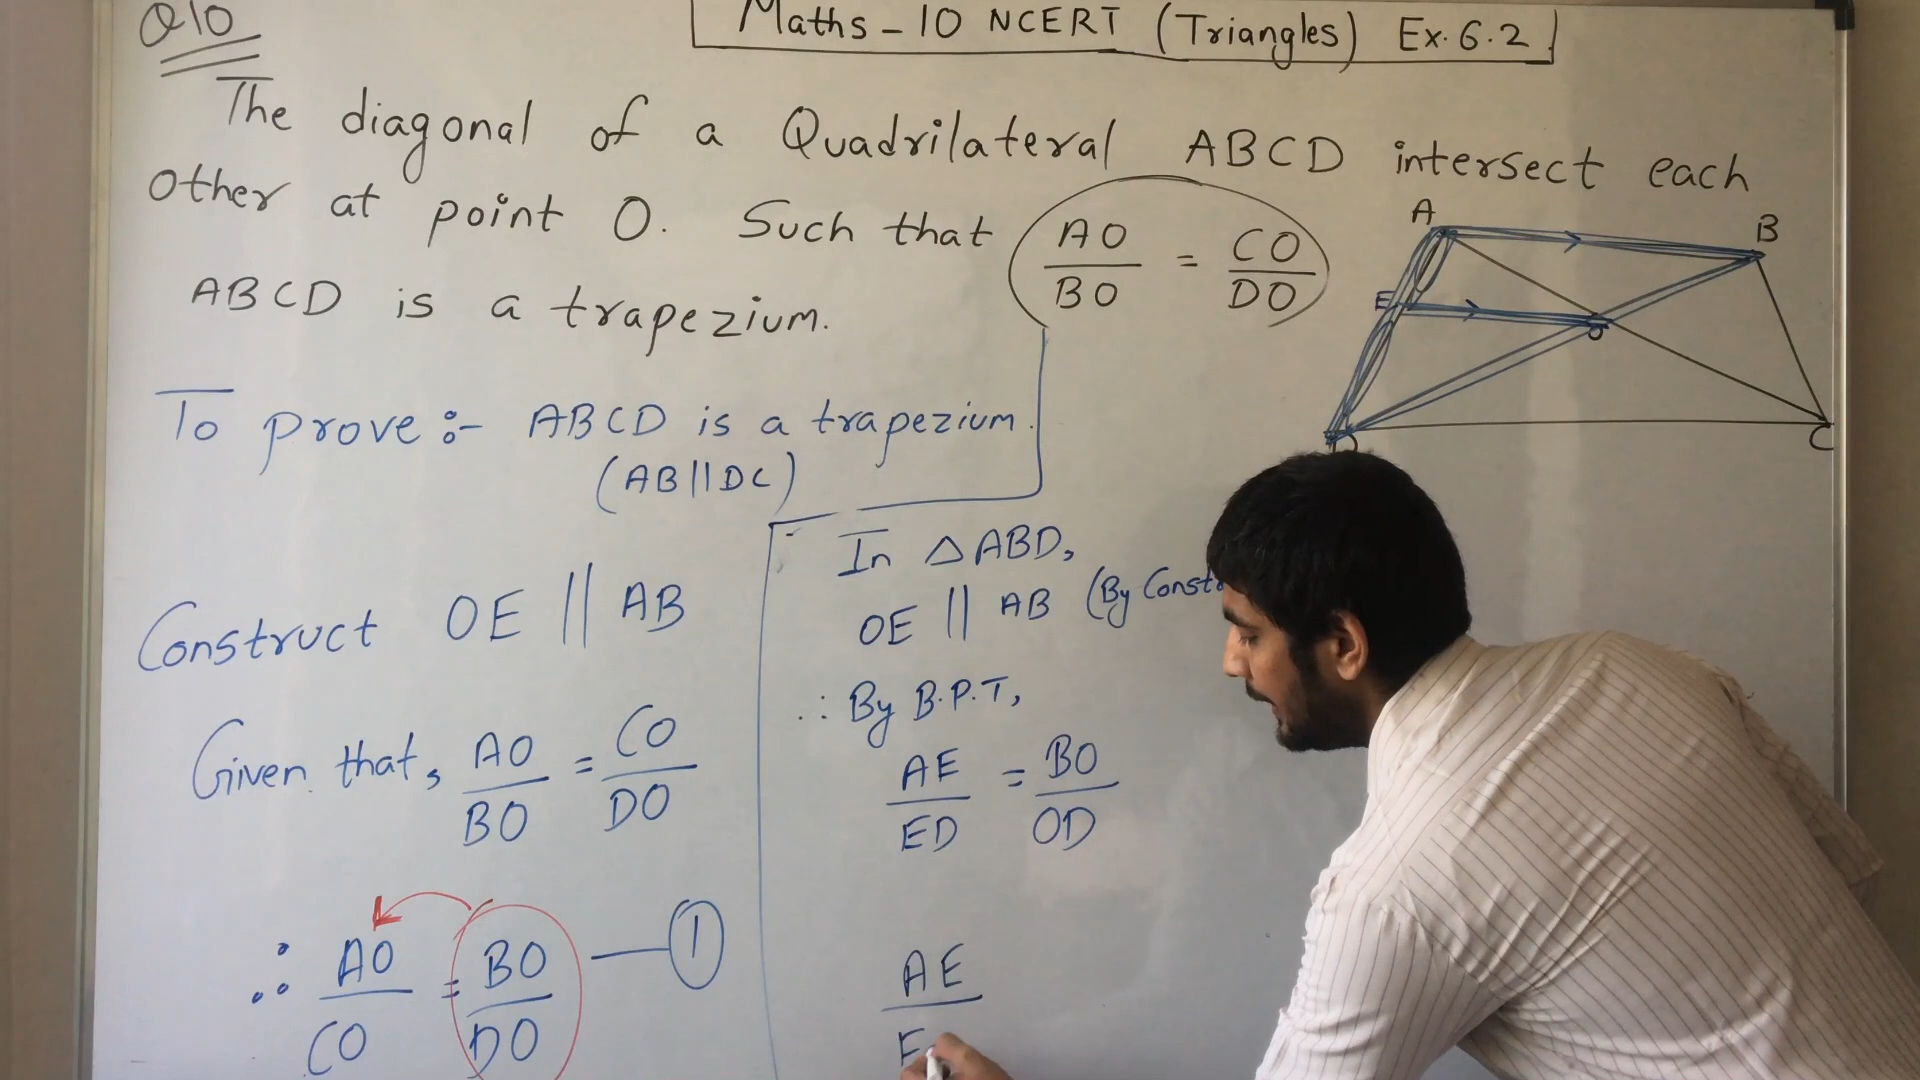 Q10
Maths - 10 NCERT (Triangles) Ex. 6.2
The diagonal of a Quadrilateral ABCD intersect each
other at point O. Such that AO/BO = CO/DO
ABCD is a trapezium.
A
B
E
O
D
C
To prove :- ABCD is a trapezium.
(AB || DC)
Construct OE || AB
Given that, AO/BO = CO/DO
∴ AO/CO = BO/DO — 1
In △ABD,
OE || AB (By Const
∴ By B.P.T,
AE/ED = BO/OD
AE
E